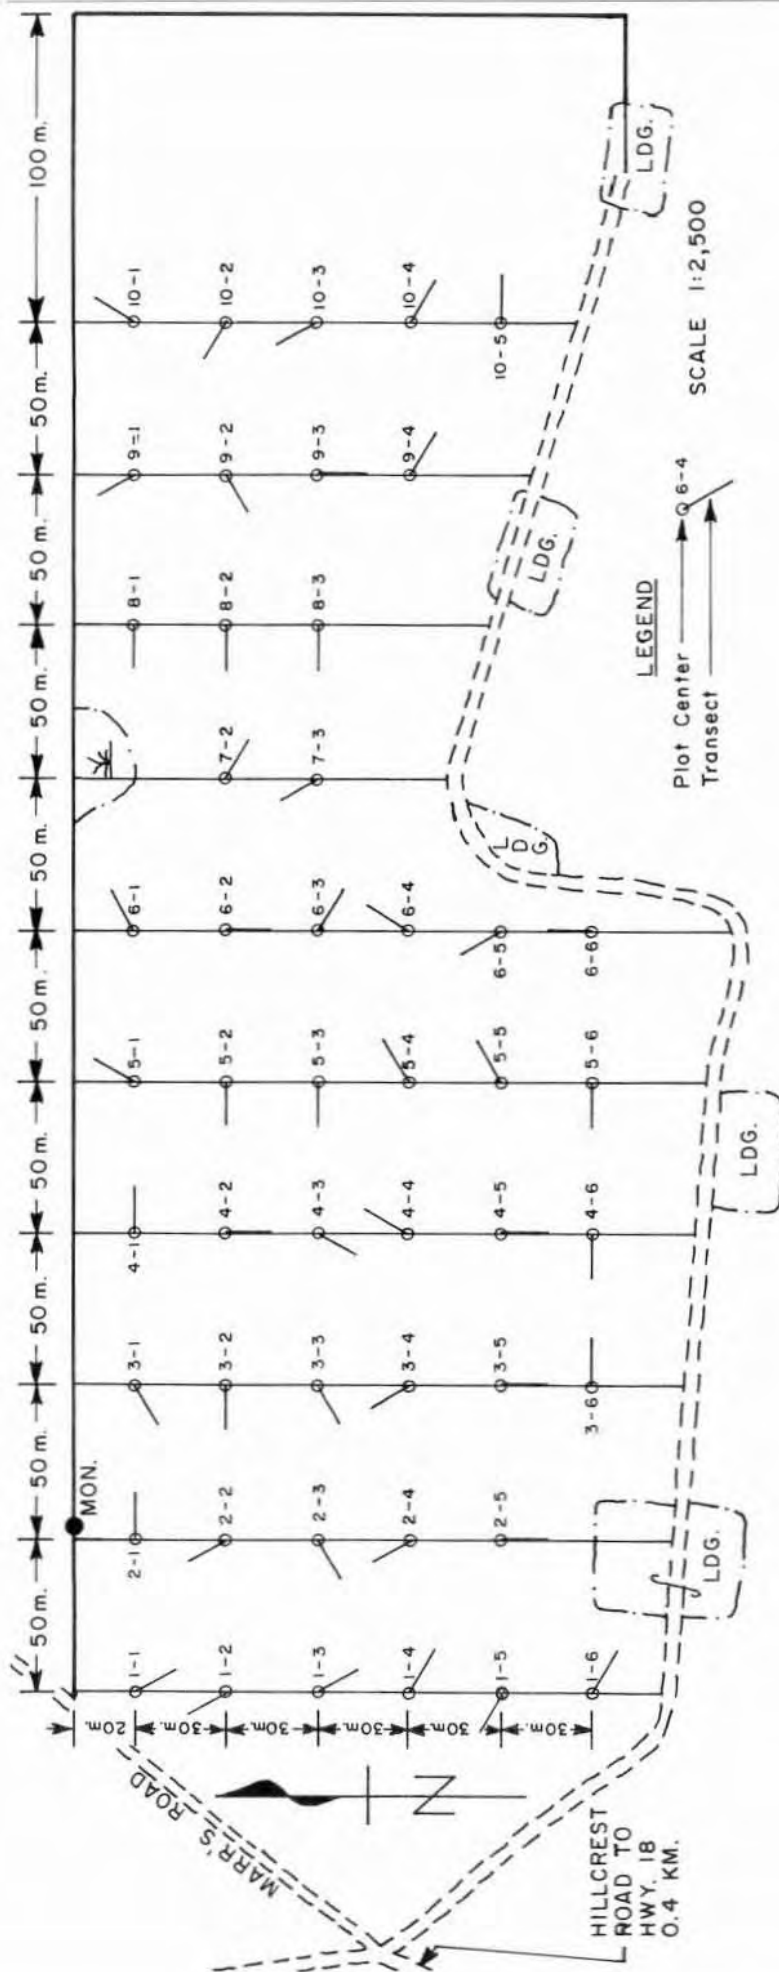 50 m.
50 m.
50 m.
50 m.
50 m.
50 m.
50 m.
50 m.
50 m.
100 m.
MON.
20 m.
30 m.
30 m.
30 m.
30 m.
30 m.
1-1
2-1
3-1
4-1
5-1
6-1
8-1
9-1
10-1
1-2
2-2
3-2
4-2
5-2
6-2
7-2
8-2
9-2
10-2
1-3
2-3
3-3
4-3
5-3
6-3
7-3
8-3
9-3
10-3
1-4
2-4
3-4
4-4
5-4
6-4
9-4
10-4
1-5
2-5
3-5
4-5
5-5
6-5
10-5
1-6
3-6
4-6
5-6
6-6
MARR'S ROAD
N
HILLCREST
ROAD TO
HWY. 18
0.4 KM.
LDG.
LDG.
LDG.
LDG.
LDG.
LEGEND
Plot Center
6-4
Transect
SCALE 1:2,500